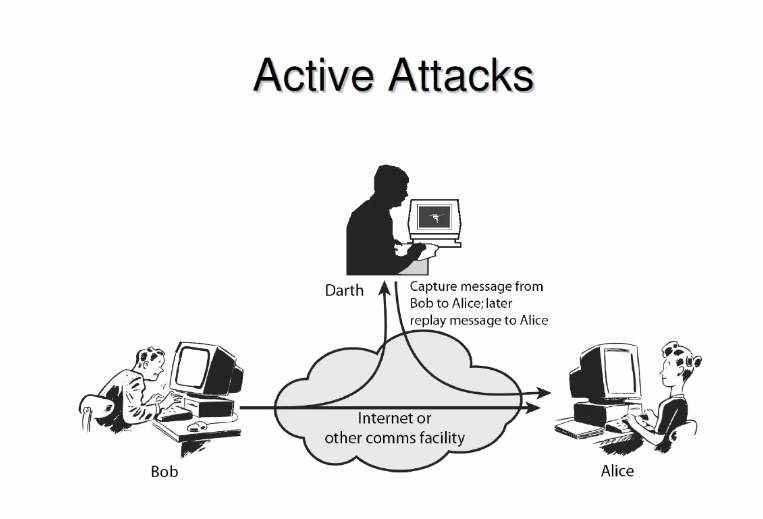 Active Attacks
Darth
Capture message from
Bob to Alice; later
replay message to Alice
Internet or
other comms facility
Bob
Alice